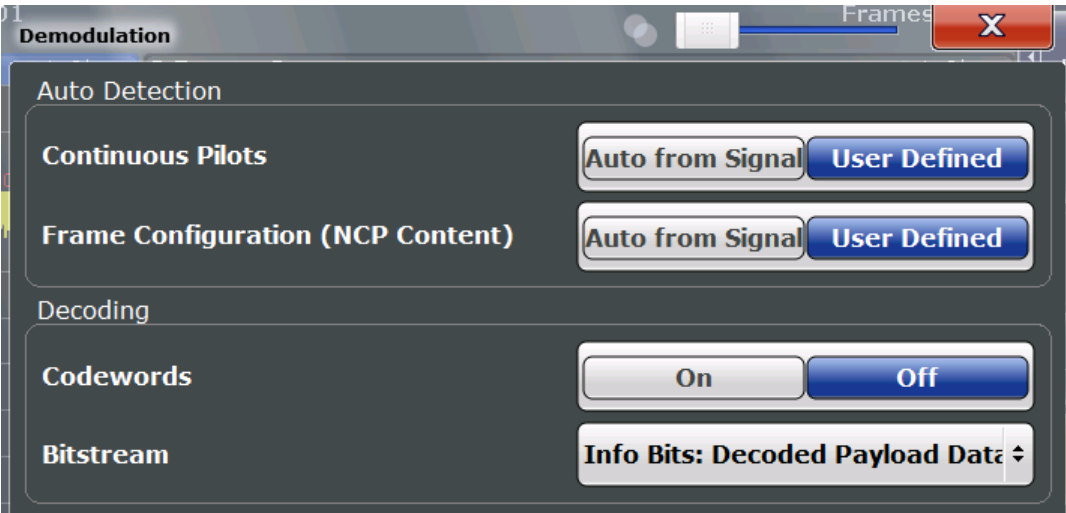 Frames
Demodulation
X
Auto Detection
Continuous Pilots
Auto from Signal User Defined
Frame Configuration (NCP Content)
Auto from Signal User Defined
Decoding
Codewords
On Off
Bitstream
Info Bits: Decoded Payload Data